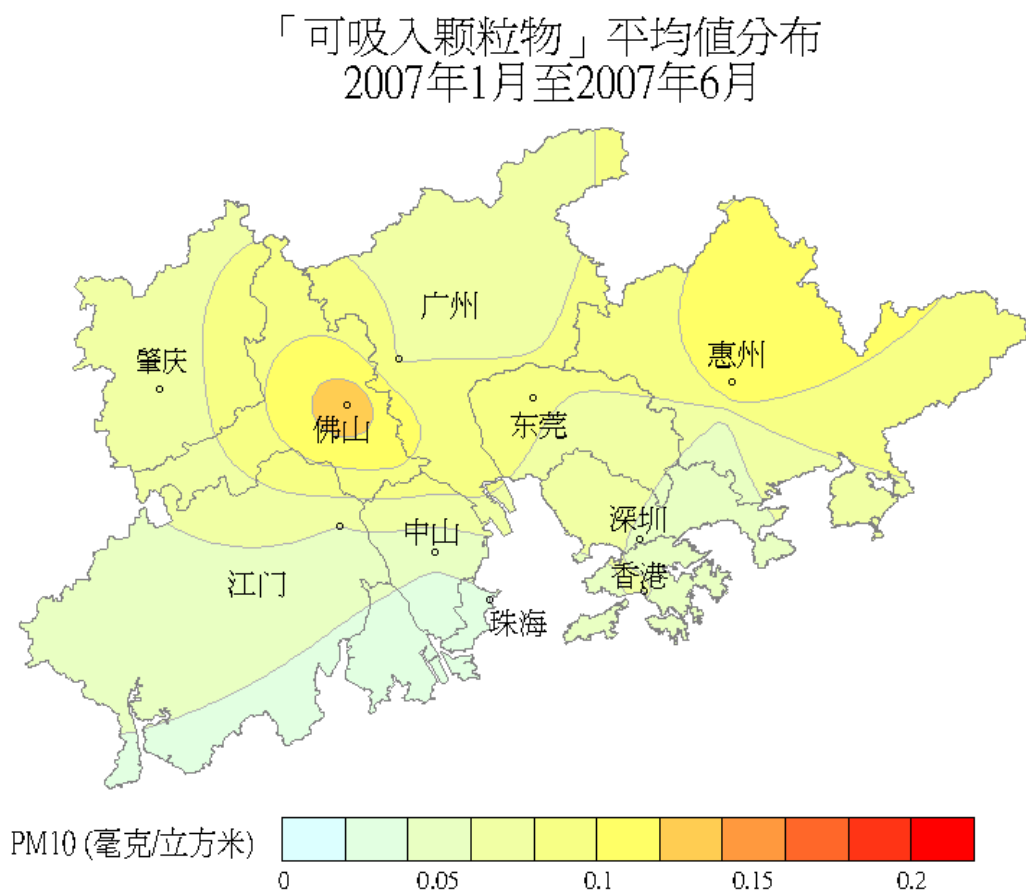 「可吸入颗粒物」平均值分布
2007年1月至2007年6月
广州
惠州
肇庆
佛山
东莞
深圳
中山
香港
江门
珠海
PM10 (毫克/立方米)
0 0.05 0.1 0.15 0.2